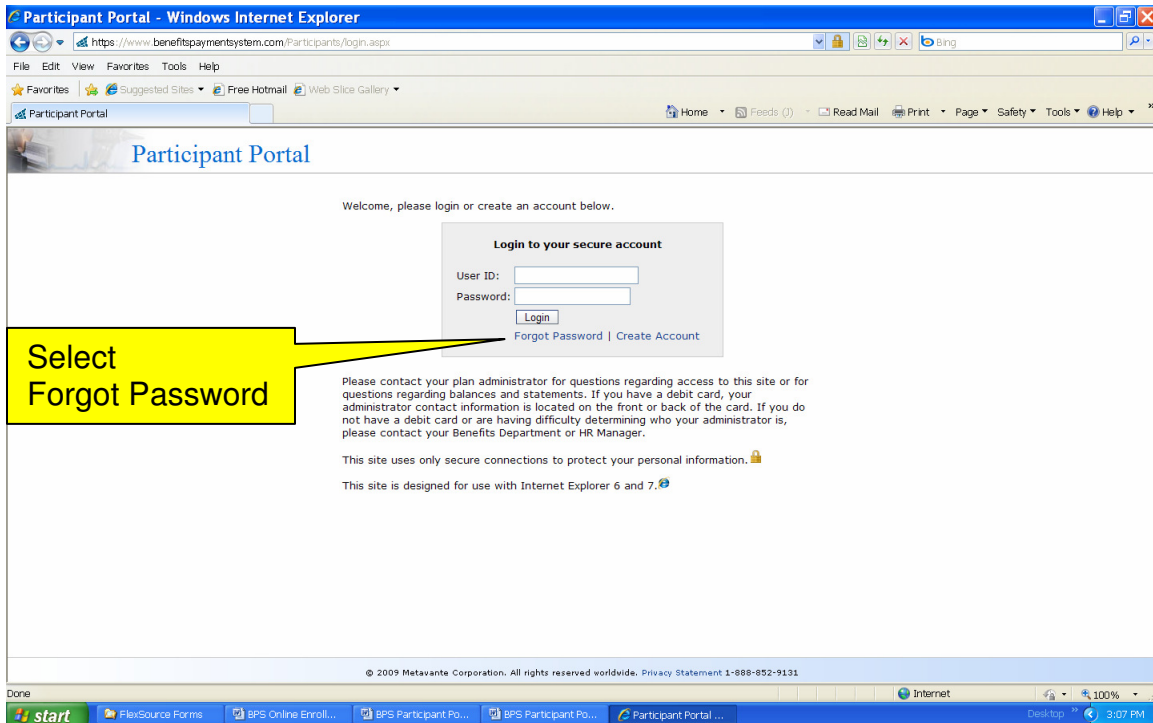 Participant Portal - Windows Internet Explorer
https://www.benefitspaymentsystem.com/Participants/login.aspx
Bing
File Edit View Favorites Tools Help
Favorites Suggested Sites Free Hotmail Web Slice Gallery
Participant Portal
Home Feeds (J) Read Mail Print Page Safety Tools Help »
Participant Portal
Welcome, please login or create an account below.
Login to your secure account
User ID:
Password:
Login
Forgot Password | Create Account
Select
Forgot Password
Please contact your plan administrator for questions regarding access to this site or for
questions regarding balances and statements. If you have a debit card, your
administrator contact information is located on the front or back of the card. If you do
not have a debit card or are having difficulty determining who your administrator is,
please contact your Benefits Department or HR Manager.
This site uses only secure connections to protect your personal information.
This site is designed for use with Internet Explorer 6 and 7.
© 2009 Metavante Corporation. All rights reserved worldwide. Privacy Statement 1-888-852-9131
Done Internet 100%
start FlexSource Forms BPS Online Enroll... BPS Participant Po... BPS Participant Po... Participant Portal ... Desktop » 3:07 PM